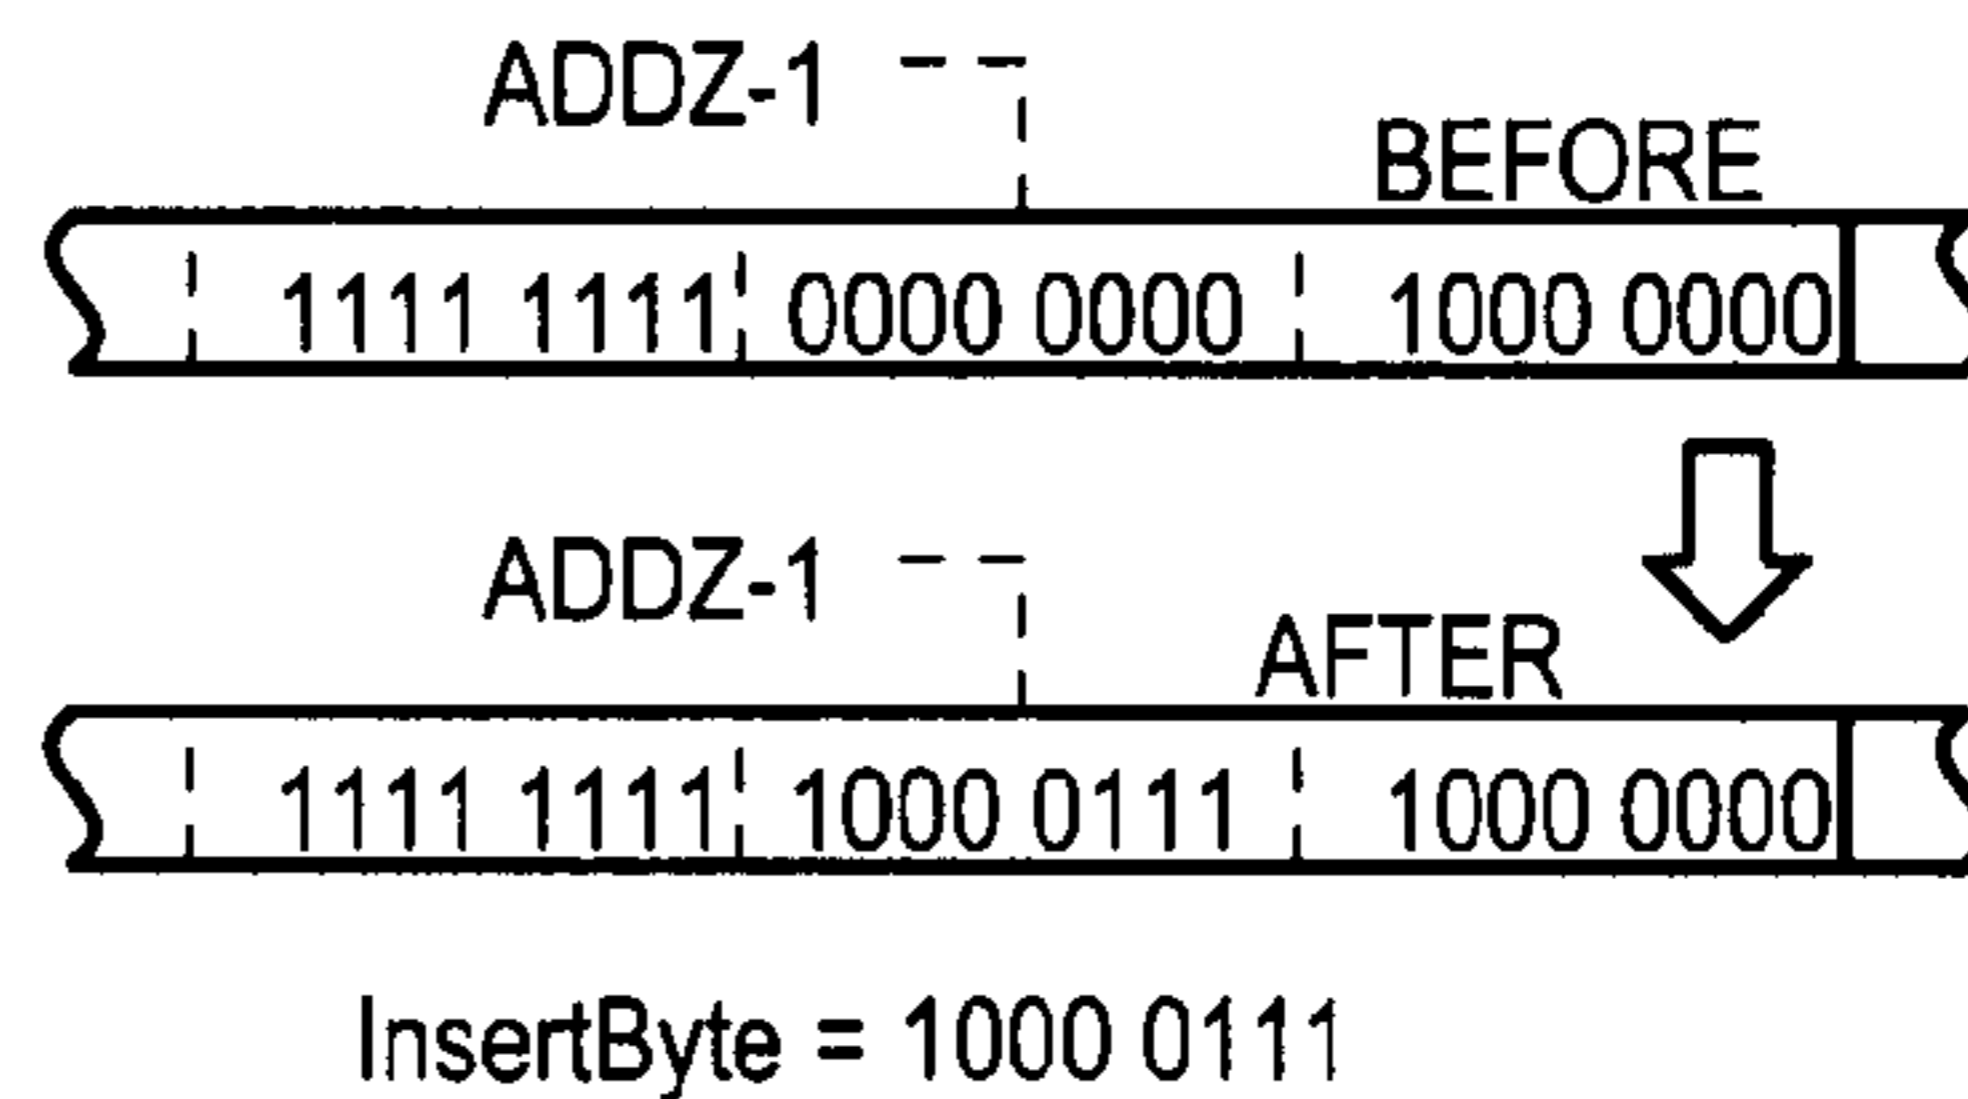 ADDZ-1
BEFORE
1111 1111 0000 0000 1000 0000
ADDZ-1
AFTER
1111 1111 1000 0111 1000 0000
InsertByte = 1000 0111